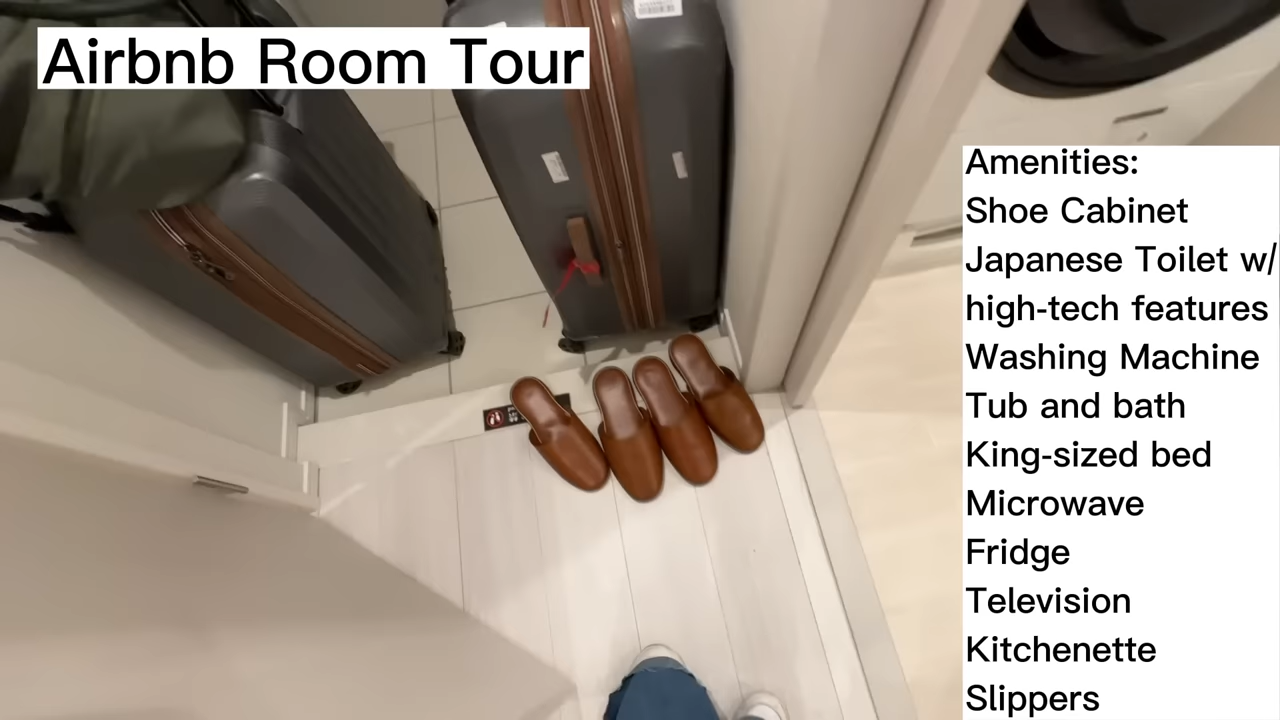 Airbnb Room Tour
Amenities:
Shoe Cabinet
Japanese Toilet w/
high-tech features
Washing Machine
Tub and bath
King-sized bed
Microwave
Fridge
Television
Kitchenette
Slippers